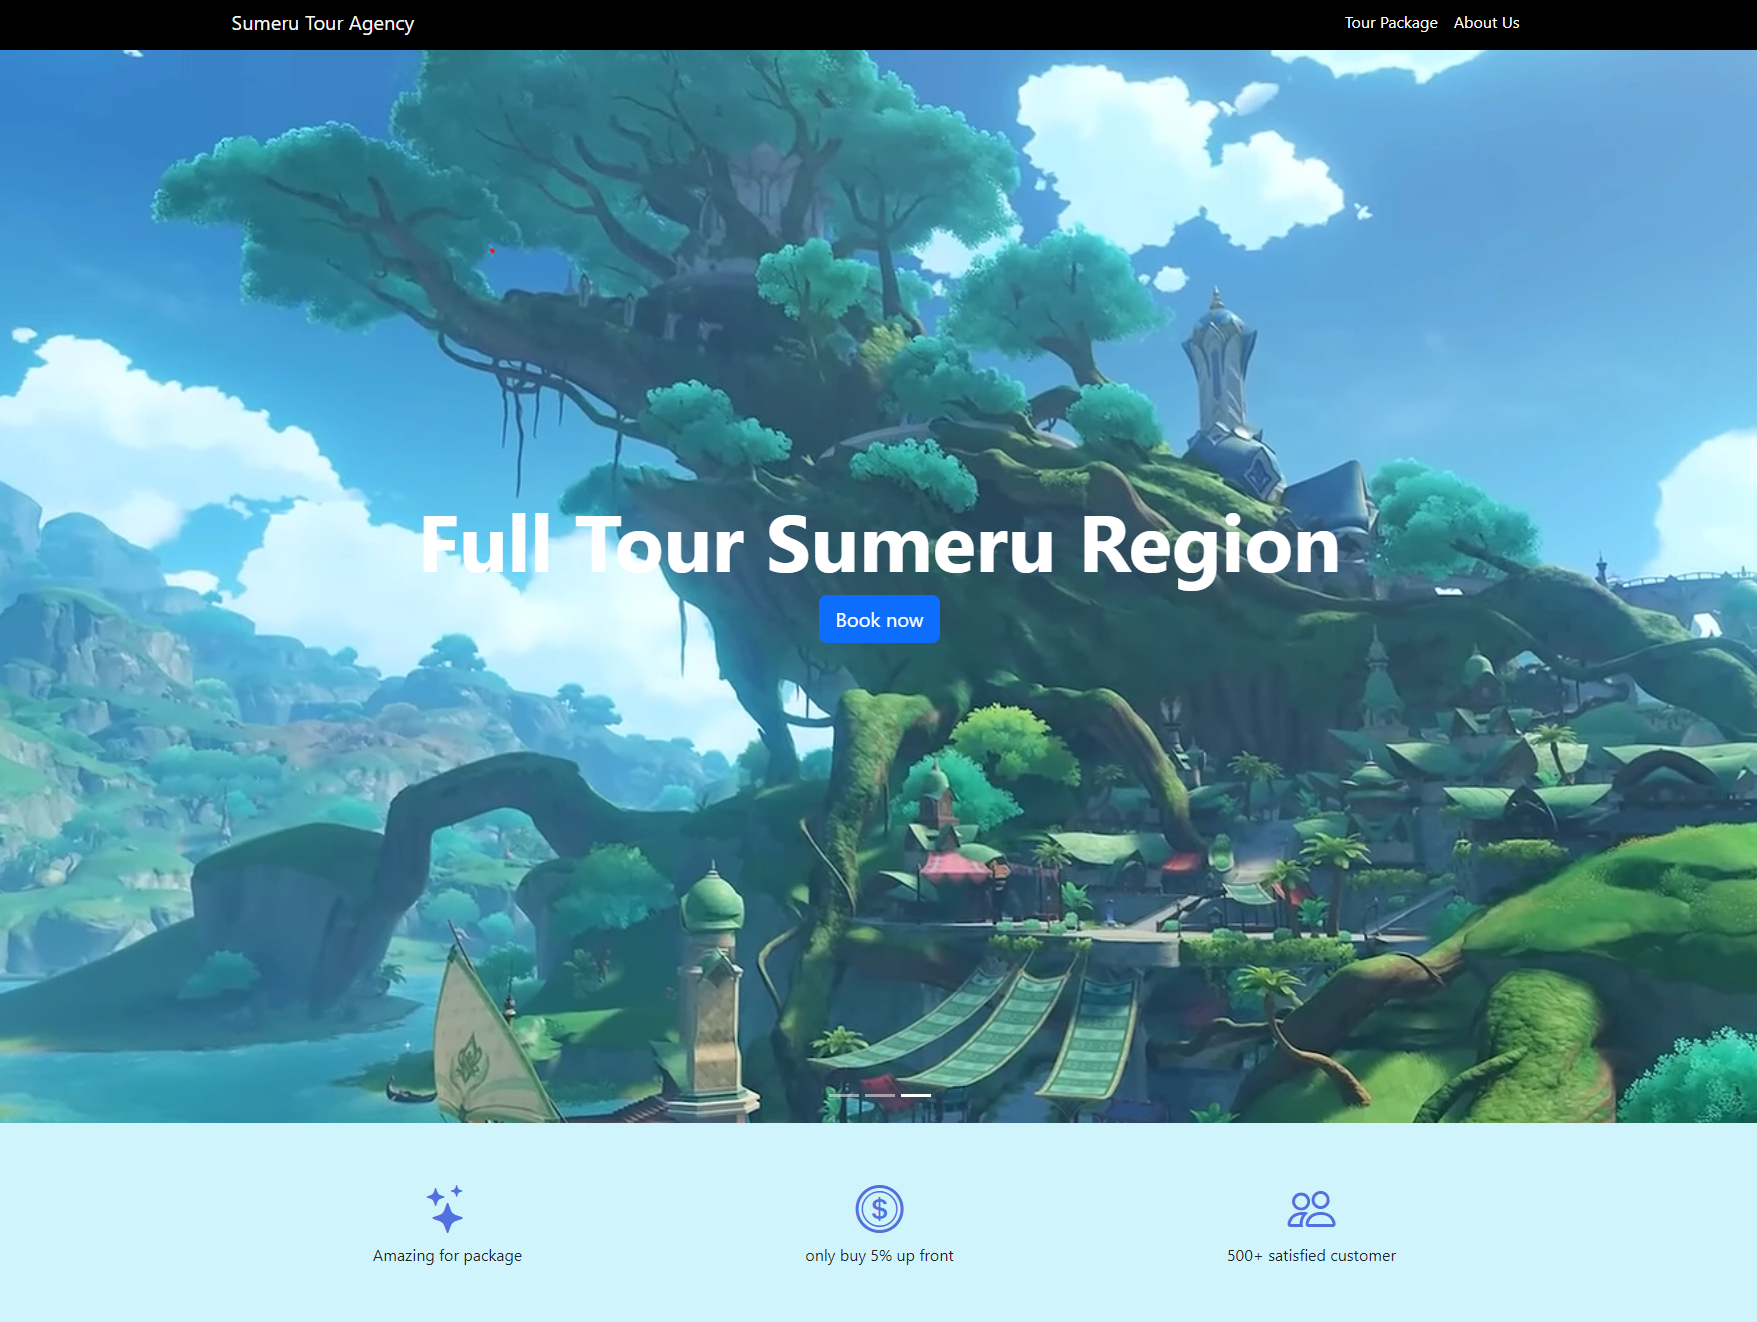 Sumeru Tour Agency
Tour Package
About Us
Full Tour Sumeru Region
Book now
Amazing for package
only buy 5% up front
500+ satisfied customer